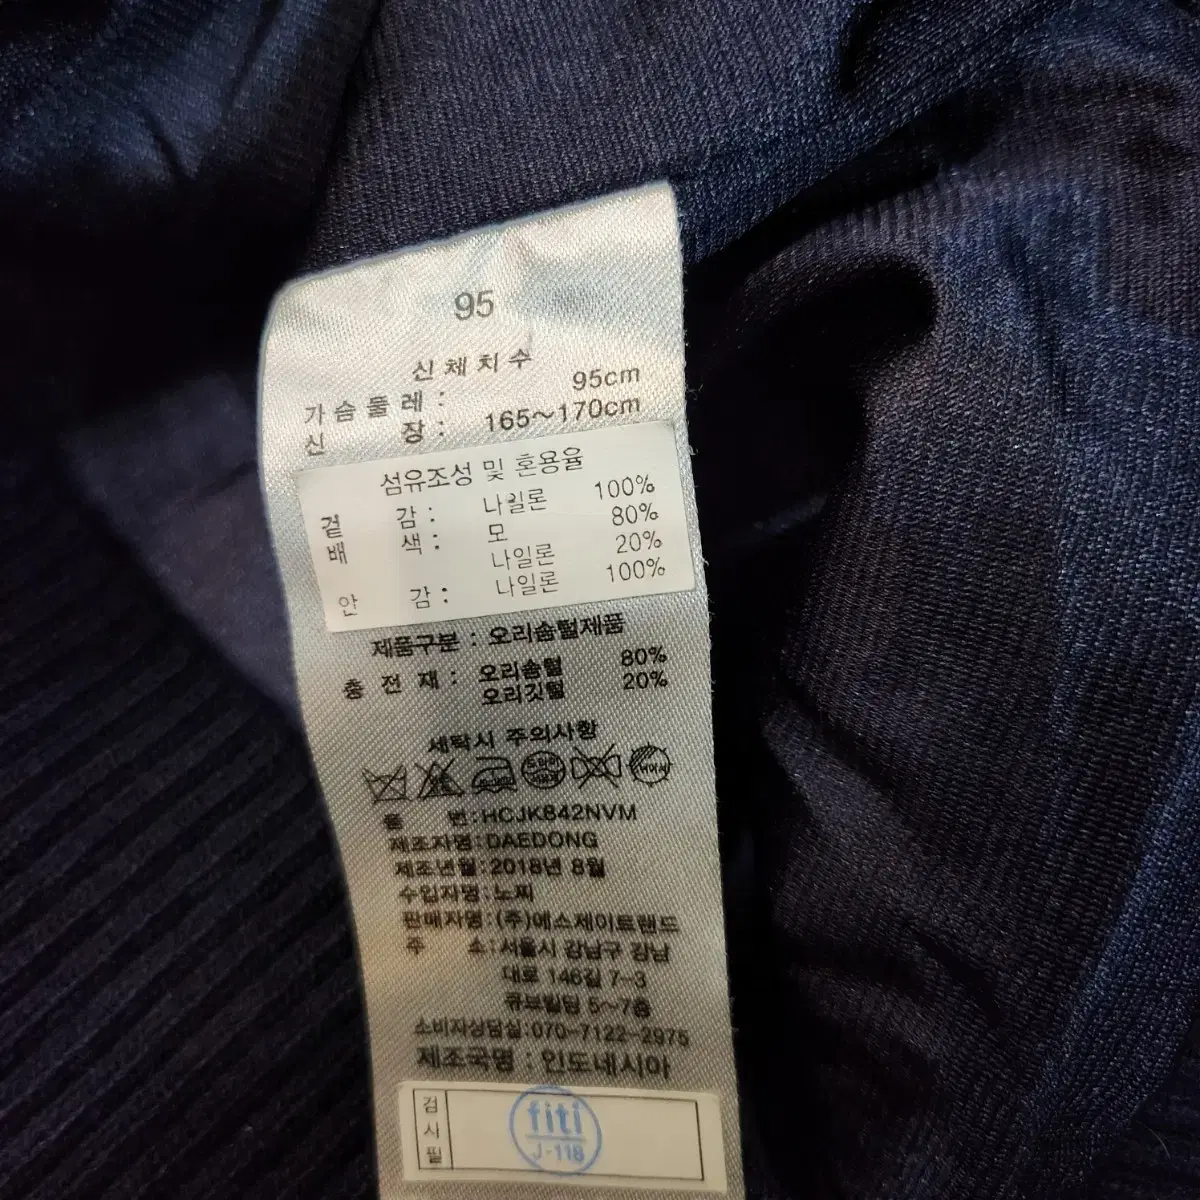 95
신체치수
가슴둘레: 95cm
신 장: 165~170cm
섬유조성 및 혼용율
겉 감: 나일론 100%
배 색: 모 80%
나일론 20%
안 감: 나일론 100%
제품구분 : 오리솜털제품
충전재: 오리솜털 80%
오리깃털 20%
세탁시 주의사항
드라이
품 번:HCJK842NVM
제조자명:DAEDONG
제조년월:2018년 8월
수입자명:노찌
판매자명:(주)에스제이트랜드
주 소:서울시 강남구 강남
대로 146길 7-3
큐브빌딩 5~7층
소비자상담실:070-7122-2975
제조국명 : 인도네시아
검사필
fiti
J-118